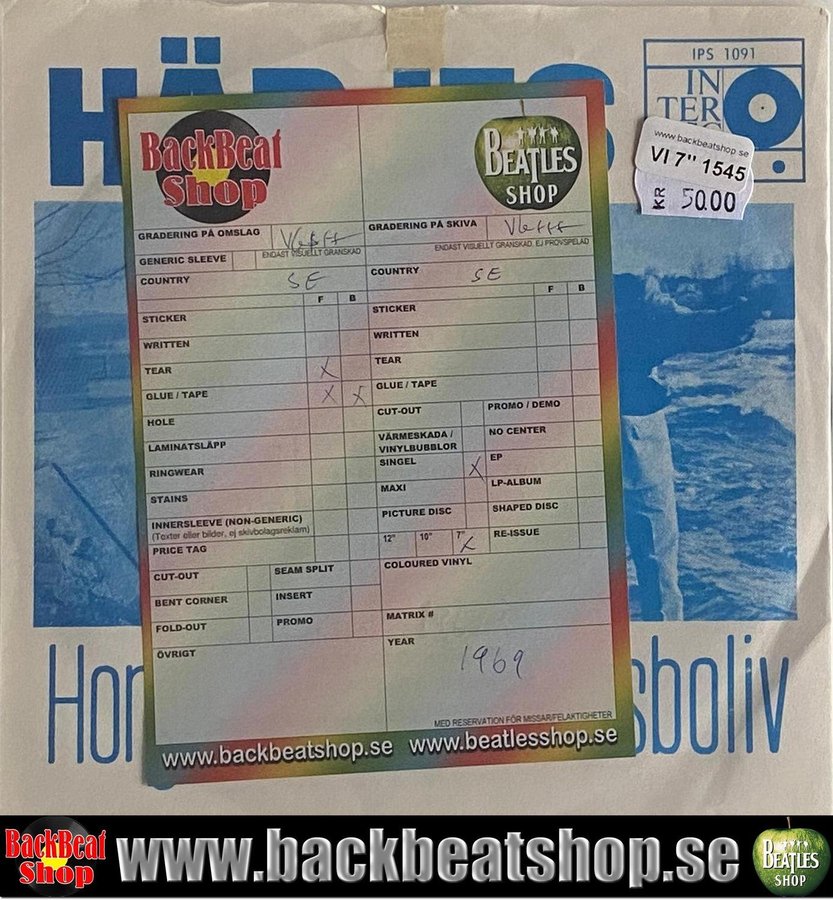 IPS 1091
IN
TER
www.backbeatshop.se
VI 7" 1545
KR 50.00
BackBeat
Shop
BEATLES
SHOP
GRADERING PÅ OMSLAG
ENDAST VISUELLT GRANSKAD
GENERIC SLEEVE
COUNTRY SE
F B
STICKER
WRITTEN
TEAR X
GLUE / TAPE X X
HOLE
LAMINATSLÄPP
RINGWEAR
STAINS
INNERSLEEVE (NON-GENERIC)
(Texter eller bilder, ej skivbolagsreklam)
PRICE TAG
CUT-OUT SEAM SPLIT
BENT CORNER INSERT
FOLD-OUT PROMO
ÖVRIGT
GRADERING PÅ SKIVA
ENDAST VISUELLT GRANSKAD, EJ PROVSPELAD
COUNTRY SE
F B
STICKER
WRITTEN
TEAR
GLUE / TAPE
CUT-OUT PROMO / DEMO
VÄRMESKADA / NO CENTER
VINYLBUBBLOR
SINGEL X EP
MAXI LP-ALBUM
PICTURE DISC SHAPED DISC
12" 10" 7" X RE-ISSUE
COLOURED VINYL
MATRIX #
YEAR
1969
MED RESERVATION FÖR MISSAR/FELAKTIGHETER
www.backbeatshop.se www.beatlesshop.se
Hor sboliv
BackBeat
Shop
www.backbeatshop.se
BEATLES
SHOP